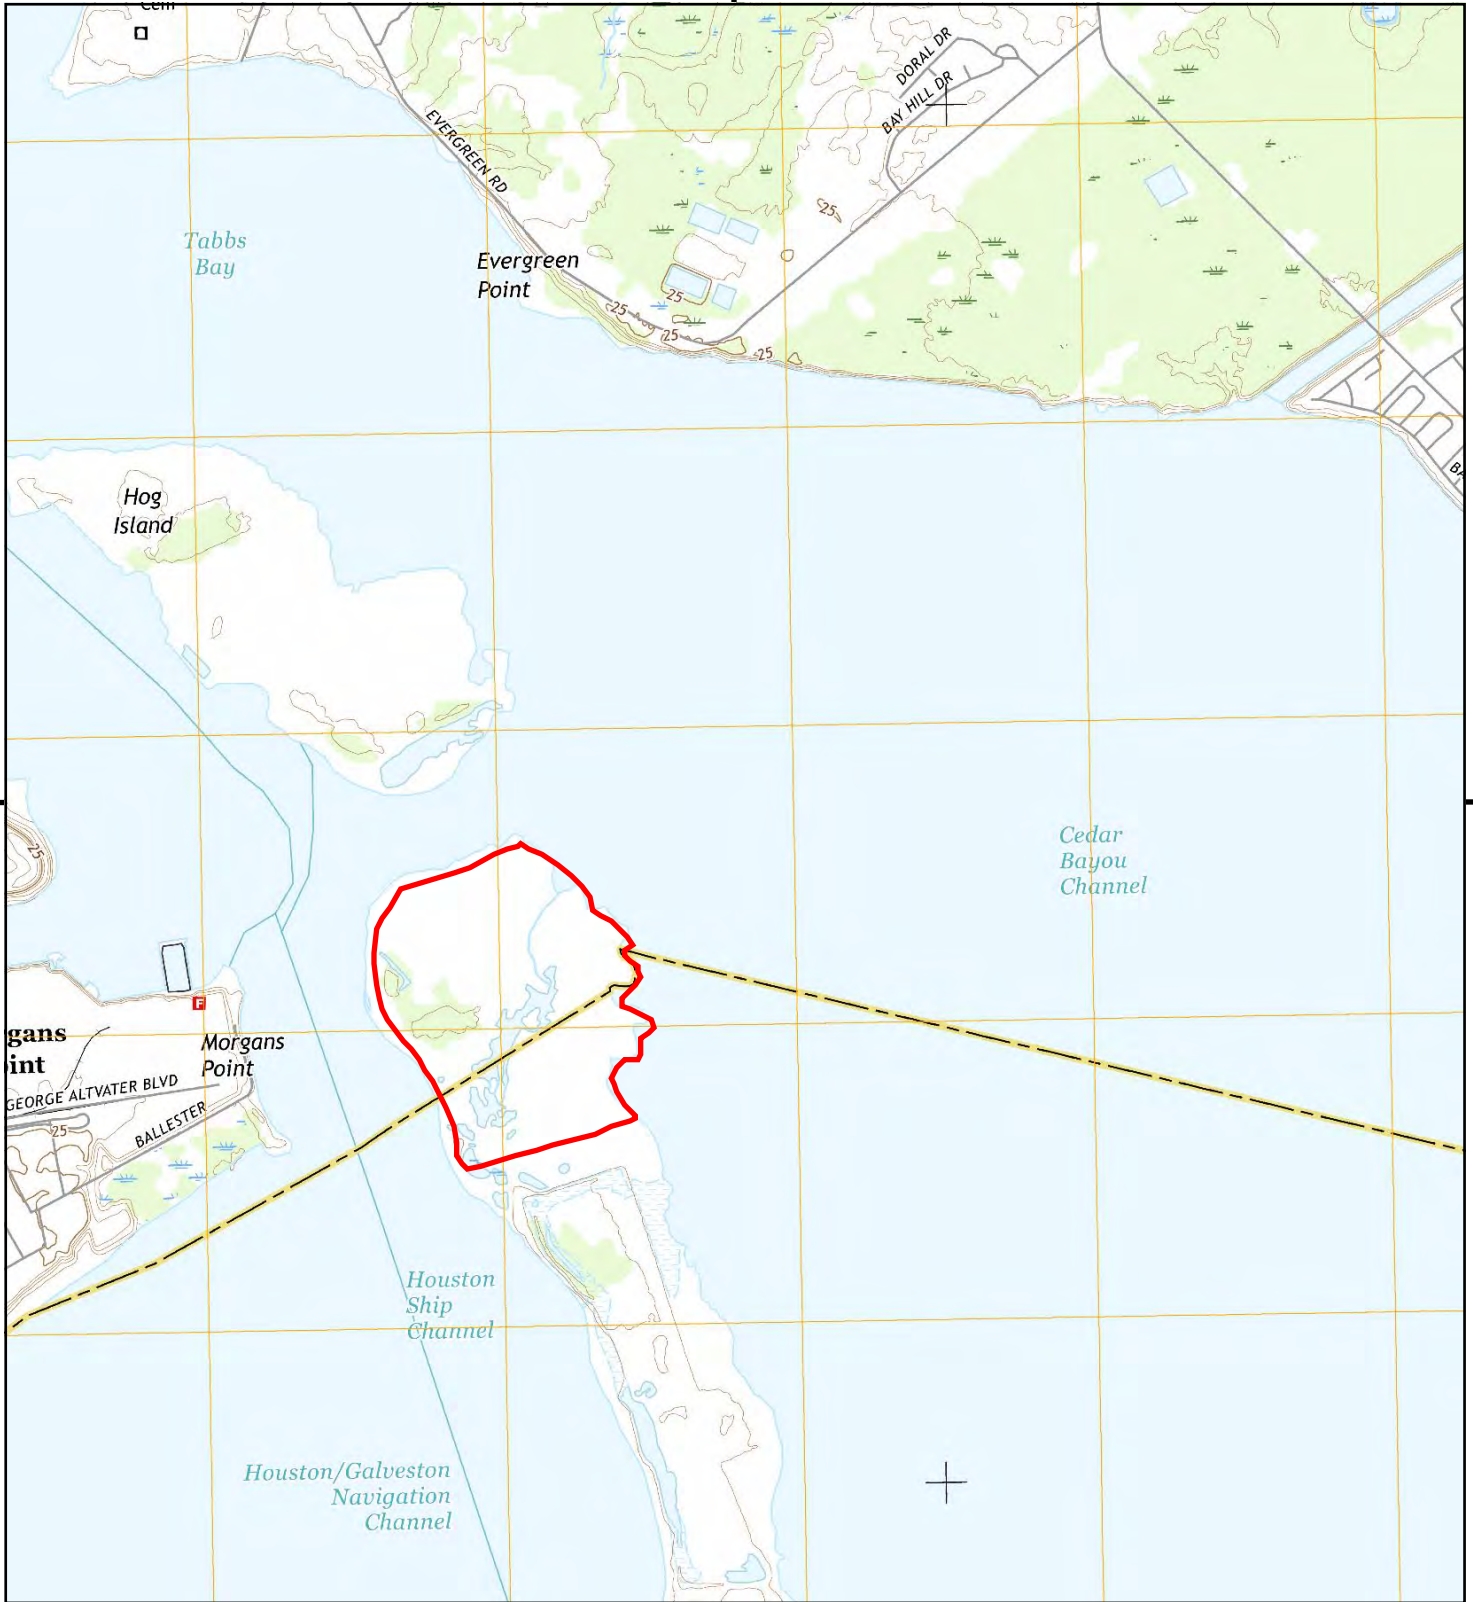 Cem
DORAL DR
BAY HILL DR
EVERGREEN RD
25
Tabbs
Bay
Evergreen
Point
25
25
25
25
Hog
Island
25
Cedar
Bayou
Channel
F
gans
int
Morgans
Point
GEORGE ALTVATER BLVD
BALLESTER
25
Houston
Ship
Channel
Houston/Galveston
Navigation
Channel